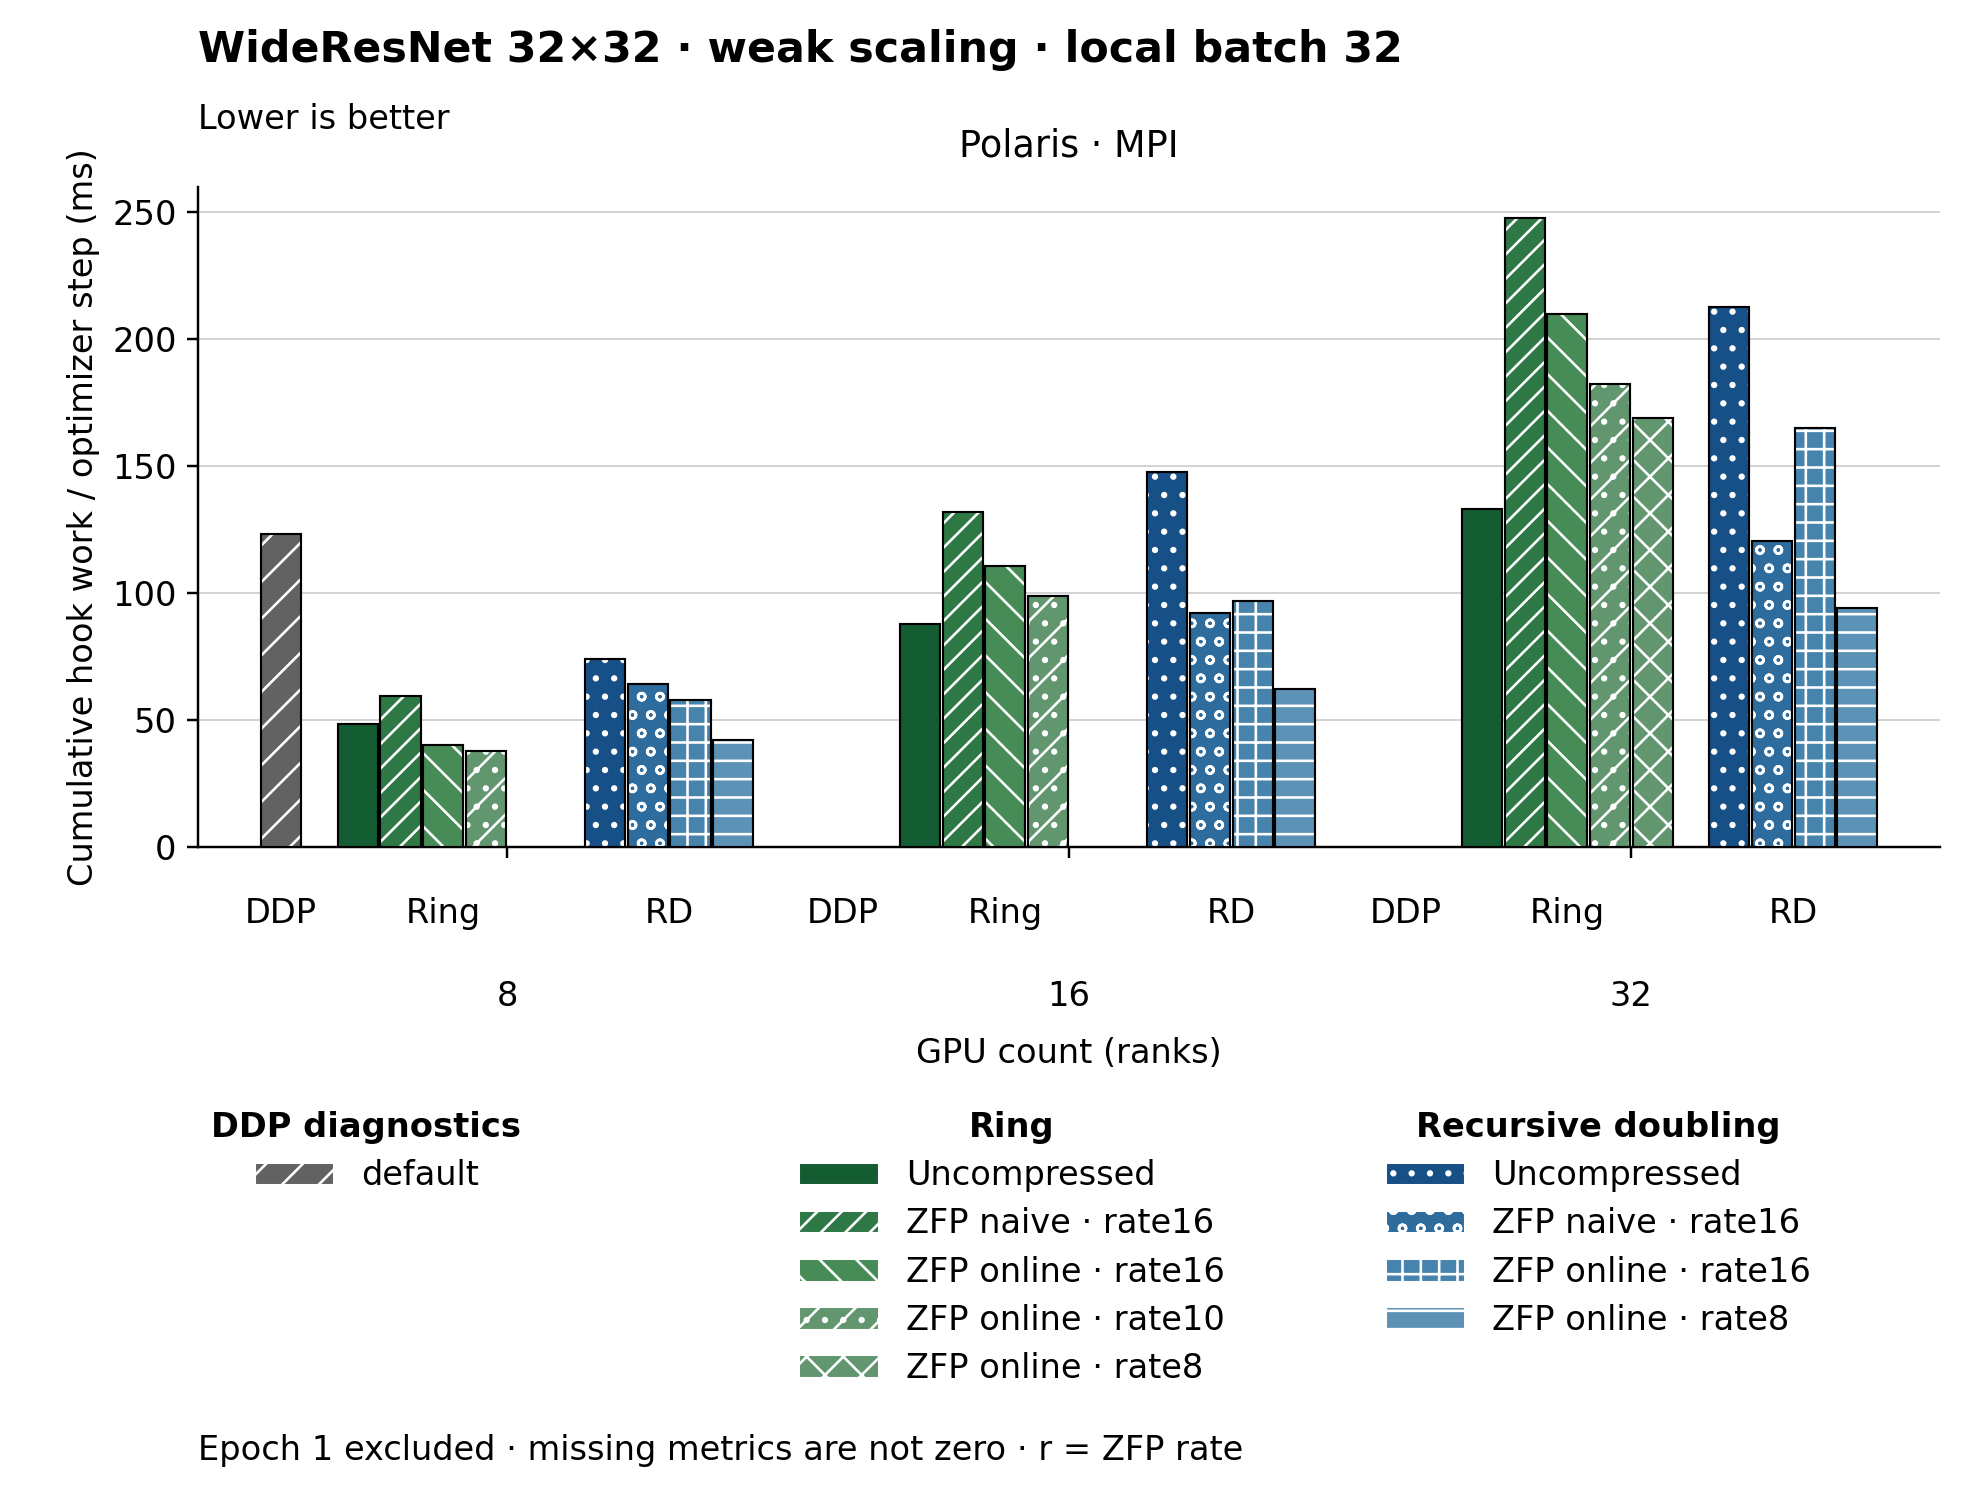 WideResNet 32×32 · weak scaling · local batch 32
Lower is better
Polaris · MPI
Cumulative hook work / optimizer step (ms)
250
200
150
100
50
0
DDP Ring RD DDP Ring RD DDP Ring RD
8 16 32
GPU count (ranks)
DDP diagnostics
default
Ring
Uncompressed
ZFP naive · rate16
ZFP online · rate16
ZFP online · rate10
ZFP online · rate8
Recursive doubling
Uncompressed
ZFP naive · rate16
ZFP online · rate16
ZFP online · rate8
Epoch 1 excluded · missing metrics are not zero · r = ZFP rate